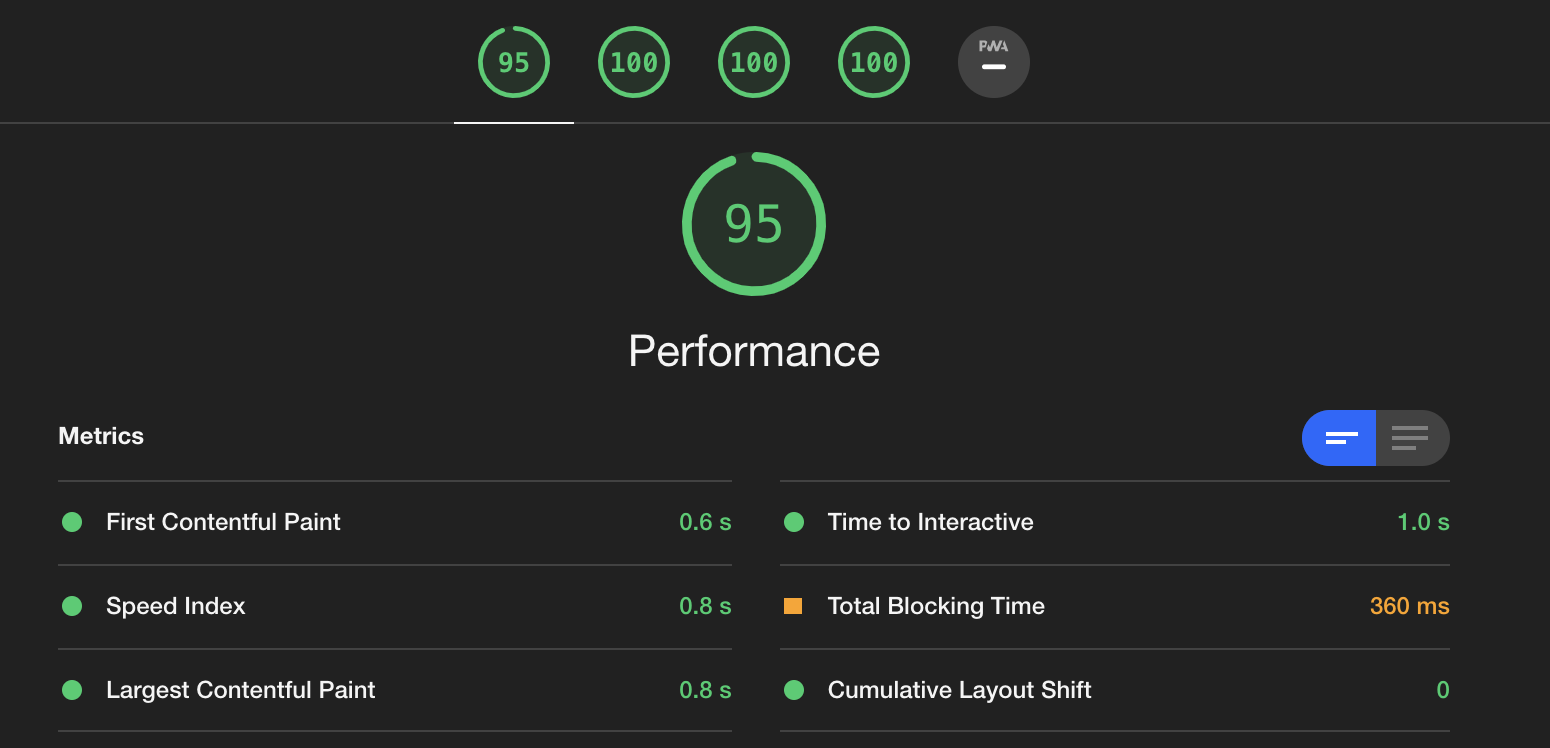 95 100 100 100 PWA
95
Performance
Metrics
First Contentful Paint 0.6 s
Time to Interactive 1.0 s
Speed Index 0.8 s
Total Blocking Time 360 ms
Largest Contentful Paint 0.8 s
Cumulative Layout Shift 0